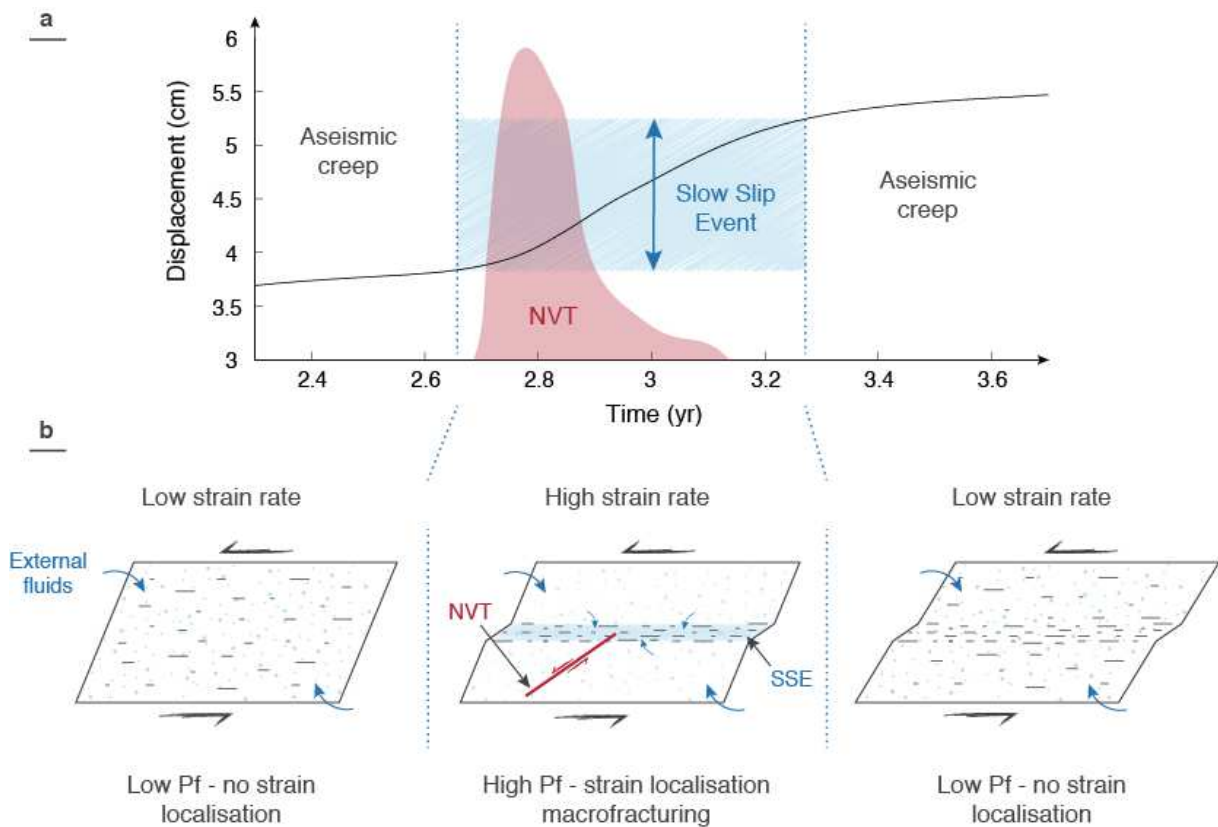 a
6
5.5
5
4.5
4
3.5
3
Displacement (cm)
Aseismic
creep
NVT
Slow Slip
Event
Aseismic
creep
2.4
2.6
2.8
3
3.2
3.4
3.6
Time (yr)
b
Low strain rate
High strain rate
Low strain rate
External
fluids
NVT
SSE
External
fluids
Low Pf - no strain
localisation
High Pf - strain localisation
macrofracturing
Low Pf - no strain
localisation